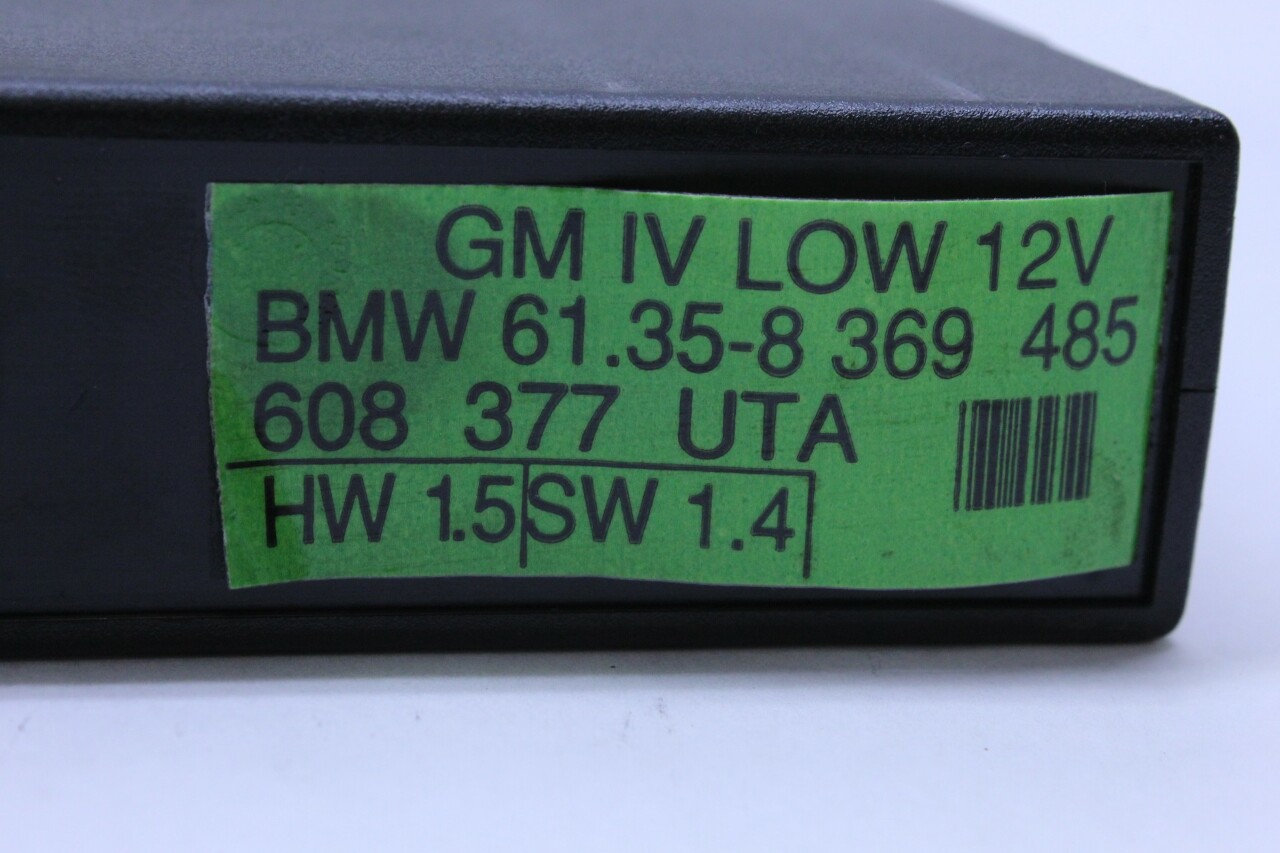 GM IV LOW 12V
BMW 61.35-8 369 485
608 377 UTA
HW 1.5 SW 1.4